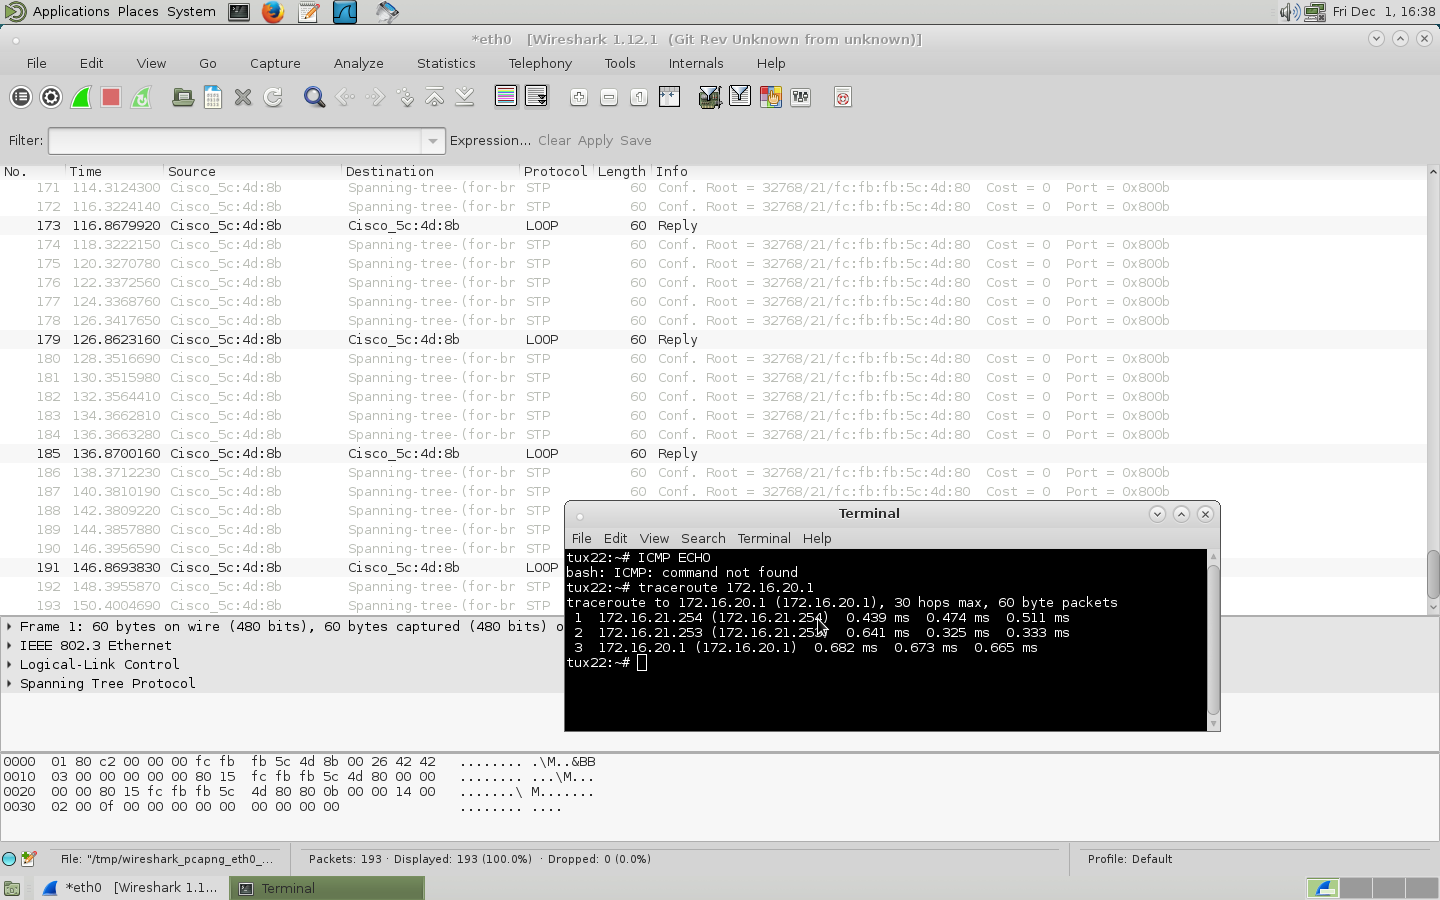 Applications Places System Fri Dec 1, 16:38
*eth0 [Wireshark 1.12.1 (Git Rev Unknown from unknown)]
File Edit View Go Capture Analyze Statistics Telephony Tools Internals Help
Filter: Expression... Clear Apply Save
No. Time Source Destination Protocol Length Info
171 114.3124300 Cisco_5c:4d:8b Spanning-tree-(for-br STP 60 Conf. Root = 32768/21/fc:fb:fb:5c:4d:80 Cost = 0 Port = 0x800b
172 116.3224140 Cisco_5c:4d:8b Spanning-tree-(for-br STP 60 Conf. Root = 32768/21/fc:fb:fb:5c:4d:80 Cost = 0 Port = 0x800b
173 116.8679920 Cisco_5c:4d:8b Cisco_5c:4d:8b LOOP 60 Reply
174 118.3222150 Cisco_5c:4d:8b Spanning-tree-(for-br STP 60 Conf. Root = 32768/21/fc:fb:fb:5c:4d:80 Cost = 0 Port = 0x800b
175 120.3270780 Cisco_5c:4d:8b Spanning-tree-(for-br STP 60 Conf. Root = 32768/21/fc:fb:fb:5c:4d:80 Cost = 0 Port = 0x800b
176 122.3372560 Cisco_5c:4d:8b Spanning-tree-(for-br STP 60 Conf. Root = 32768/21/fc:fb:fb:5c:4d:80 Cost = 0 Port = 0x800b
177 124.3368760 Cisco_5c:4d:8b Spanning-tree-(for-br STP 60 Conf. Root = 32768/21/fc:fb:fb:5c:4d:80 Cost = 0 Port = 0x800b
178 126.3417650 Cisco_5c:4d:8b Spanning-tree-(for-br STP 60 Conf. Root = 32768/21/fc:fb:fb:5c:4d:80 Cost = 0 Port = 0x800b
179 126.8623160 Cisco_5c:4d:8b Cisco_5c:4d:8b LOOP 60 Reply
180 128.3516690 Cisco_5c:4d:8b Spanning-tree-(for-br STP 60 Conf. Root = 32768/21/fc:fb:fb:5c:4d:80 Cost = 0 Port = 0x800b
181 130.3515980 Cisco_5c:4d:8b Spanning-tree-(for-br STP 60 Conf. Root = 32768/21/fc:fb:fb:5c:4d:80 Cost = 0 Port = 0x800b
182 132.3564410 Cisco_5c:4d:8b Spanning-tree-(for-br STP 60 Conf. Root = 32768/21/fc:fb:fb:5c:4d:80 Cost = 0 Port = 0x800b
183 134.3662810 Cisco_5c:4d:8b Spanning-tree-(for-br STP 60 Conf. Root = 32768/21/fc:fb:fb:5c:4d:80 Cost = 0 Port = 0x800b
184 136.3663280 Cisco_5c:4d:8b Spanning-tree-(for-br STP 60 Conf. Root = 32768/21/fc:fb:fb:5c:4d:80 Cost = 0 Port = 0x800b
185 136.8700160 Cisco_5c:4d:8b Cisco_5c:4d:8b LOOP 60 Reply
186 138.3712230 Cisco_5c:4d:8b Spanning-tree-(for-br STP 60 Conf. Root = 32768/21/fc:fb:fb:5c:4d:80 Cost = 0 Port = 0x800b
187 140.3810190 Cisco_5c:4d:8b Spanning-tree-(for-br STP 60 Conf. Root = 32768/21/fc:fb:fb:5c:4d:80 Cost = 0 Port = 0x800b
188 142.3809220 Cisco_5c:4d:8b Spanning-tree-(for-br STP
189 144.3857880 Cisco_5c:4d:8b Spanning-tree-(for-br STP
190 146.3956590 Cisco_5c:4d:8b Spanning-tree-(for-br STP
191 146.8693830 Cisco_5c:4d:8b Cisco_5c:4d:8b LOOP
192 148.3955870 Cisco_5c:4d:8b Spanning-tree-(for-br STP
193 150.4004690 Cisco_5c:4d:8b Spanning-tree-(for-br STP
Frame 1: 60 bytes on wire (480 bits), 60 bytes captured (480 bits) o
IEEE 802.3 Ethernet
Logical-Link Control
Spanning Tree Protocol
Terminal
File Edit View Search Terminal Help
tux22:~# ICMP ECHO
bash: ICMP: command not found
tux22:~# traceroute 172.16.20.1
traceroute to 172.16.20.1 (172.16.20.1), 30 hops max, 60 byte packets
1 172.16.21.254 (172.16.21.254) 0.439 ms 0.474 ms 0.511 ms
2 172.16.21.253 (172.16.21.253) 0.641 ms 0.325 ms 0.333 ms
3 172.16.20.1 (172.16.20.1) 0.682 ms 0.673 ms 0.665 ms
tux22:~#
0000 01 80 c2 00 00 00 fc fb fb 5c 4d 8b 00 26 42 42 ........ .\M..&BB
0010 03 00 00 00 00 00 80 15 fc fb fb 5c 4d 80 00 00 ........ ...\M...
0020 00 00 80 15 fc fb fb 5c 4d 80 80 0b 00 00 14 00 .......\ M.......
0030 02 00 0f 00 00 00 00 00 00 00 00 00 ........ ....
File: "/tmp/wireshark_pcapng_eth0_... Packets: 193 · Displayed: 193 (100.0%) · Dropped: 0 (0.0%) Profile: Default
*eth0 [Wireshark 1.1... Terminal